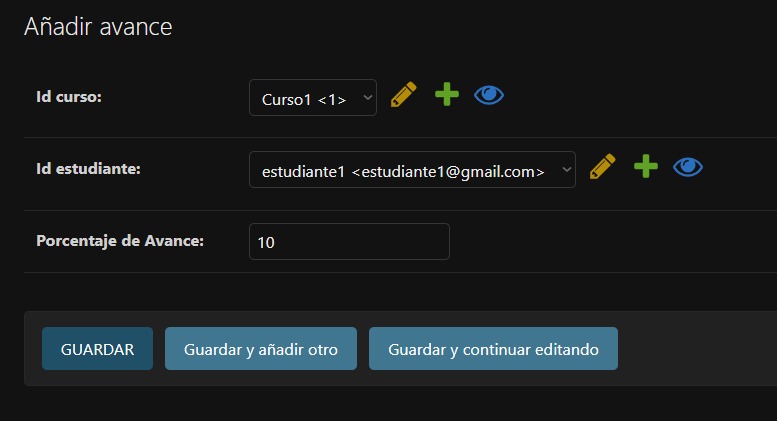 Añadir avance
Id curso: Curso1 <1>
Id estudiante: estudiante1 <estudiante1@gmail.com>
Porcentaje de Avance: 10
GUARDAR Guardar y añadir otro Guardar y continuar editando